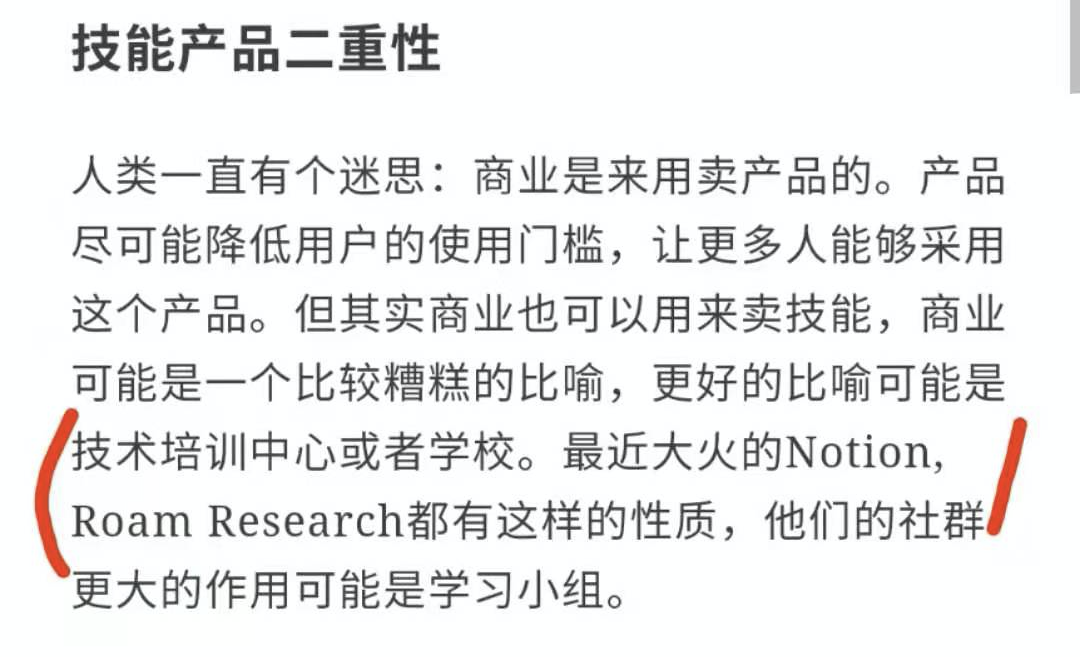 技能产品二重性
人类一直有个迷思：商业是来用卖产品的。产品
尽可能降低用户的使用门槛，让更多人能够采用
这个产品。但其实商业也可以用来卖技能，商业
可能是一个比较糟糕的比喻，更好的比喻可能是
技术培训中心或者学校。最近大火的Notion,
Roam Research都有这样的性质，他们的社群
更大的作用可能是学习小组。